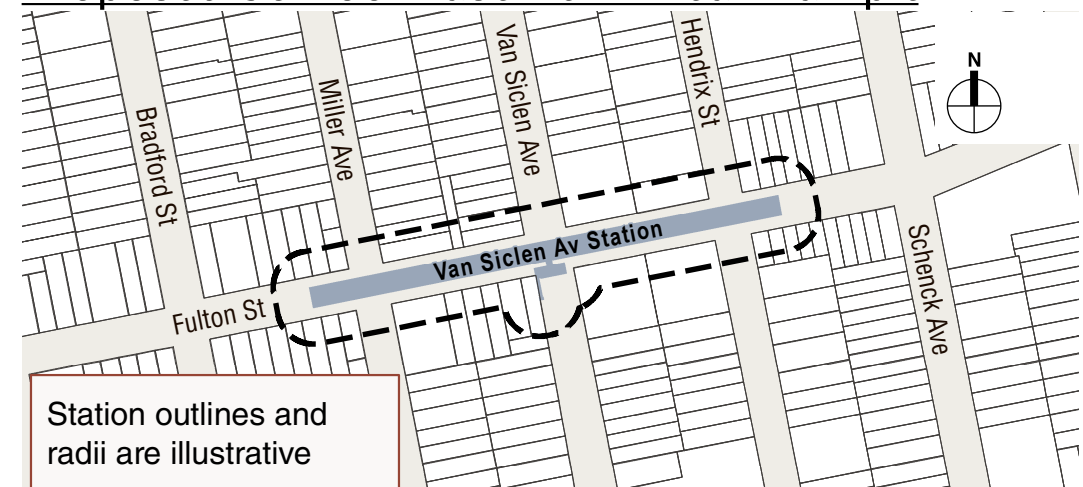 N
Bradford St
Miller Ave
Van Siclen Ave
Hendrix St
Schenck Ave
Van Siclen Av Station
Fulton St
Station outlines and
radii are illustrative